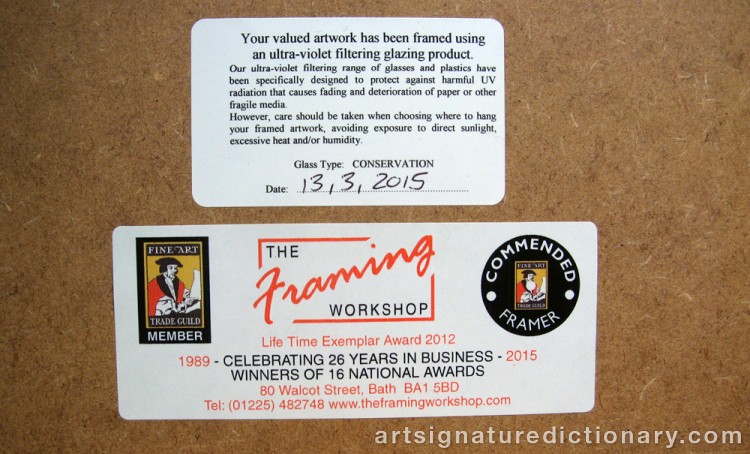 Your valued artwork has been framed using
an ultra-violet filtering glazing product.
Our ultra-violet filtering range of glasses and plastics have
been specifically designed to protect against harmful UV
radiation that causes fading and deterioration of paper or other
fragile media.
However, care should be taken when choosing where to hang
your framed artwork, avoiding exposure to direct sunlight,
excessive heat and/or humidity.
Glass Type: CONSERVATION
Date: 13, 3, 2015
FINE ART
TRADE GUILD
MEMBER
THE
Framing
WORKSHOP
COMMENDED
FINE ART
TRADE GUILD
FRAMER
Life Time Exemplar Award 2012
1989 - CELEBRATING 26 YEARS IN BUSINESS - 2015
WINNERS OF 16 NATIONAL AWARDS
80 Walcot Street, Bath BA1 5BD
Tel: (01225) 482748 www.theframingworkshop.com
artsignaturedictionary.com